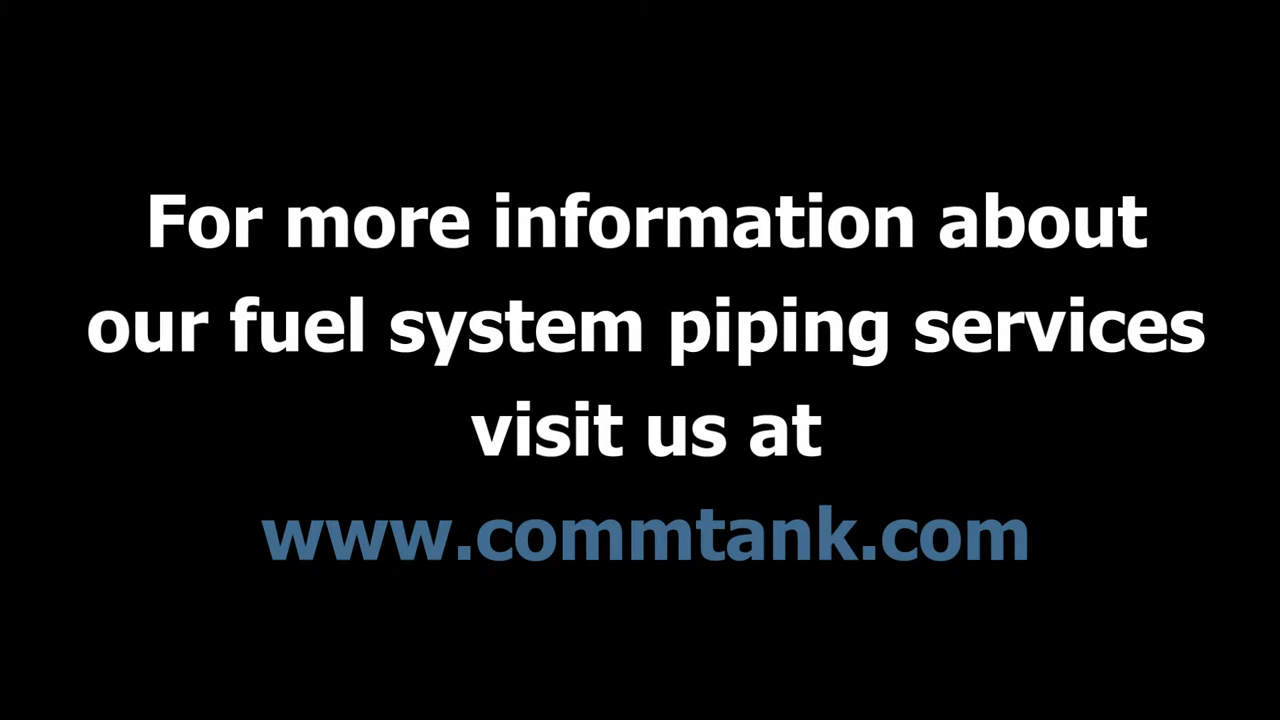 For more information about
our fuel system piping services
visit us at
www.commtank.com